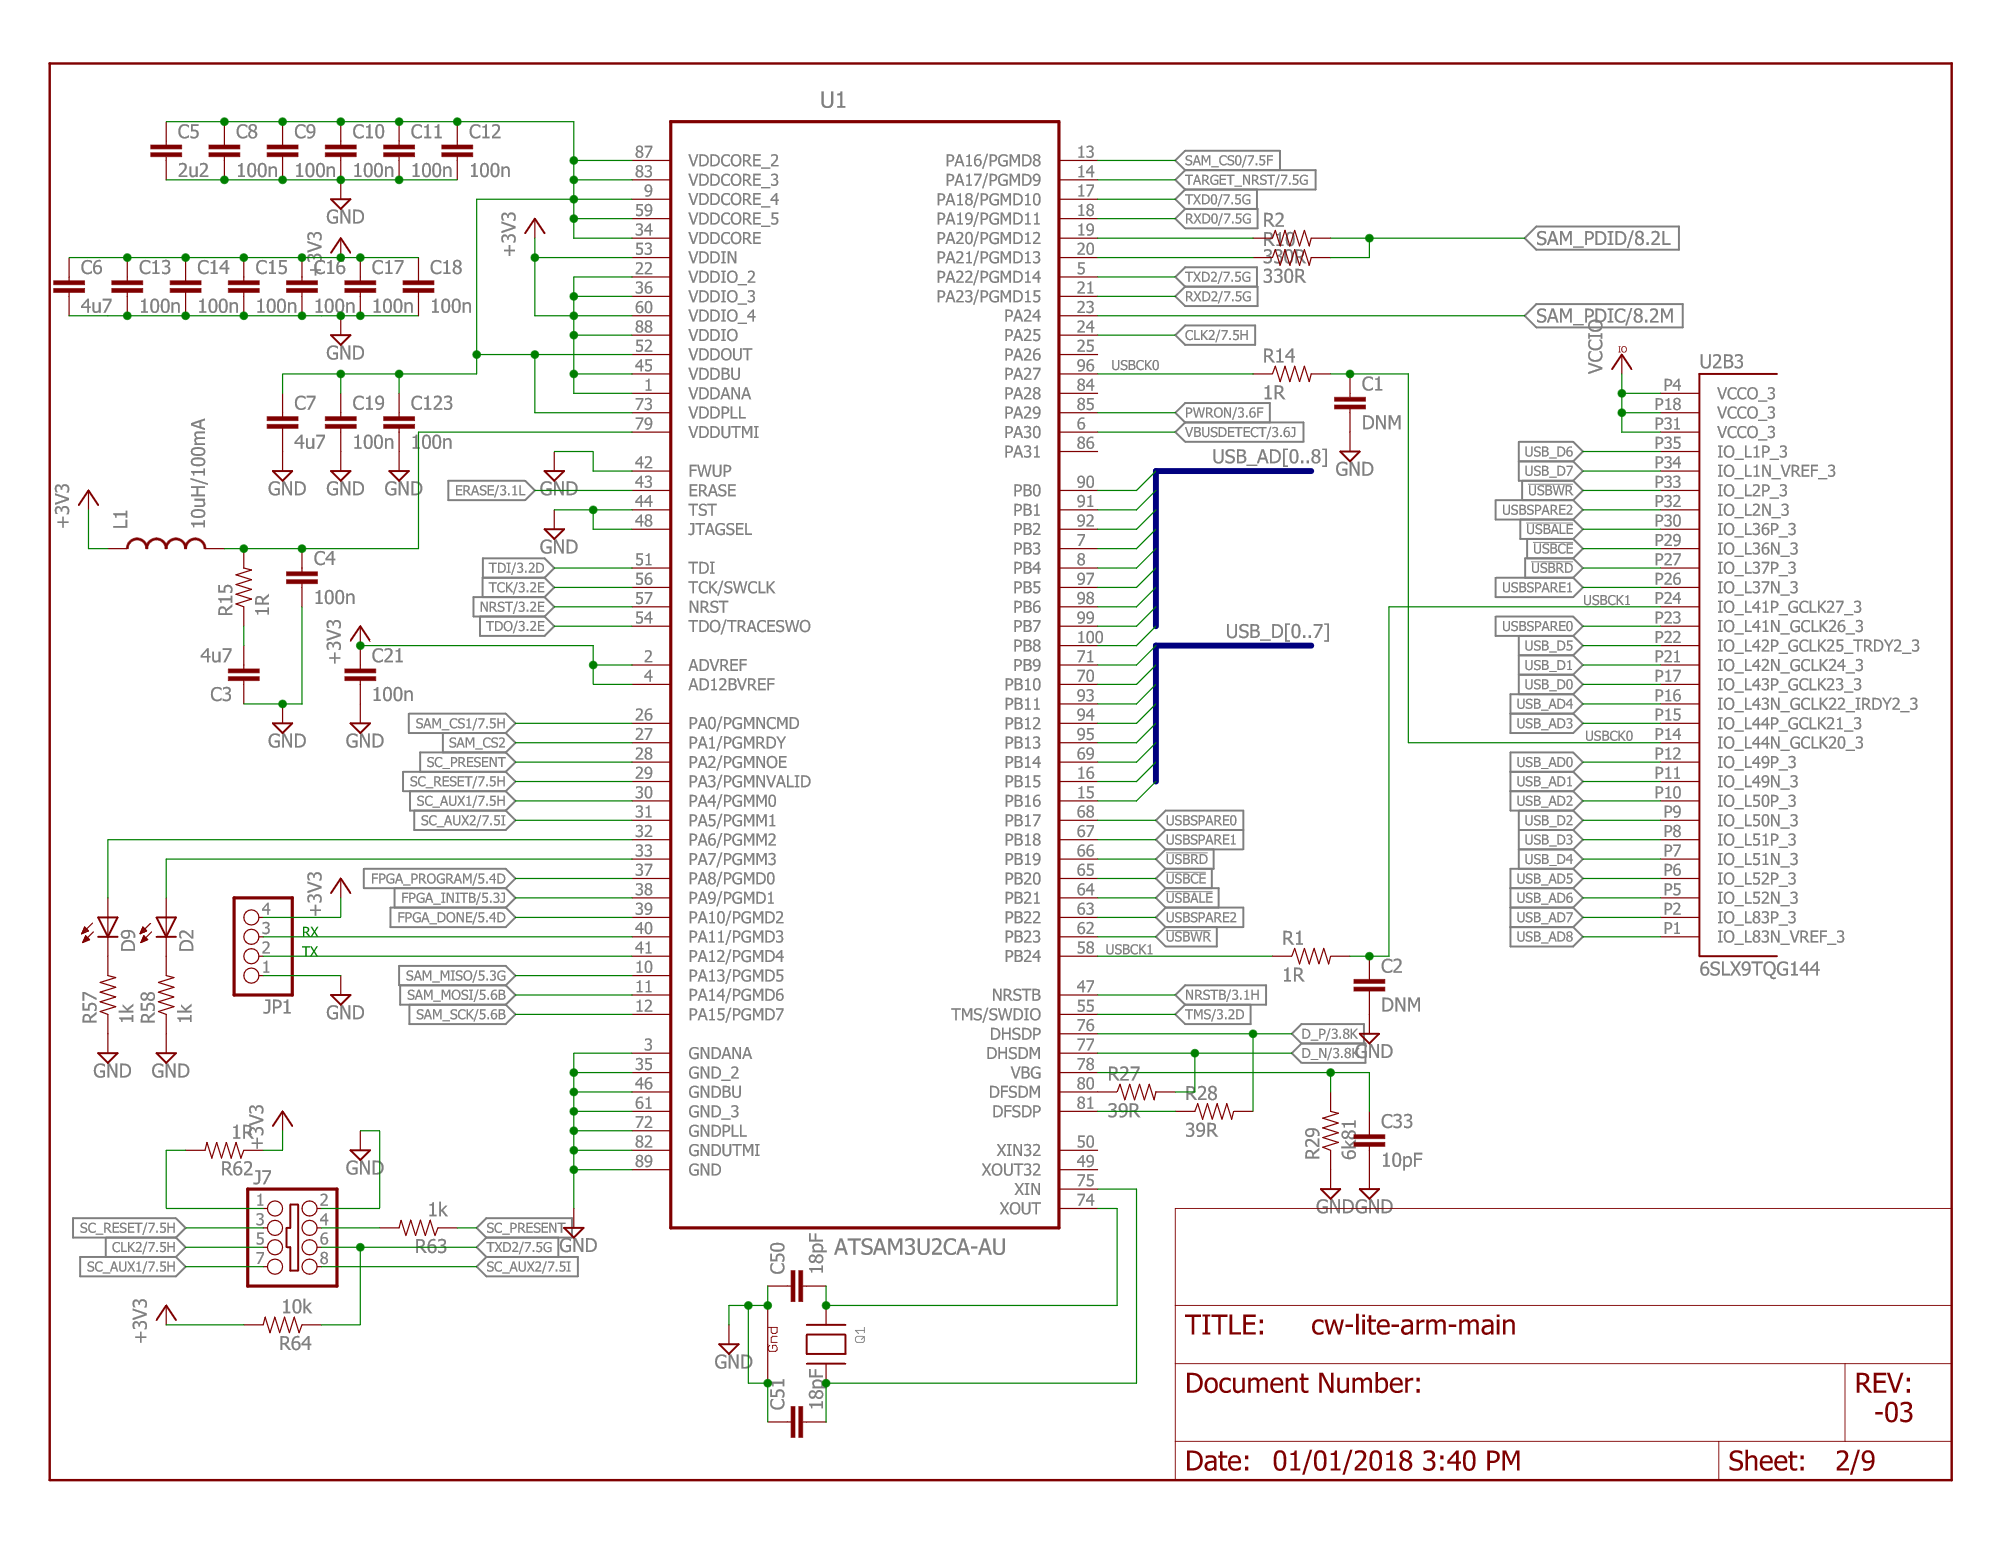 U1
C5
C8
C9
C10
C11
C12
2u2
100n
100n
100n
100n
100n
GND
+3V3
C6
C13
C14
C15
C16
C17
C18
4u7
100n
100n
100n
100n
100n
100n
GND
+3V3
C7
C19
C123
4u7
100n
100n
GND
GND
GND
+3V3
L1
10uH/100mA
R15
1R
C4
100n
4u7
C3
GND
+3V3
C21
100n
GND
GND
ERASE/3.1L
GND
TDI/3.2D
TCK/3.2E
NRST/3.2E
TDO/3.2E
SAM_CS1/7.5H
SAM_CS2
SC_PRESENT
SC_RESET/7.5H
SC_AUX1/7.5H
SC_AUX2/7.5I
FPGA_PROGRAM/5.4D
FPGA_INITB/5.3J
FPGA_DONE/5.4D
SAM_MISO/5.3G
SAM_MOSI/5.6B
SAM_SCK/5.6B
D9
D2
R57
1k
R58
1k
GND
GND
+3V3
4
3
2
1
RX
TX
JP1
GND
+3V3
1R
R62
GND
J7
1 2
3 4
5 6
7 8
SC_RESET/7.5H
CLK2/7.5H
SC_AUX1/7.5H
1k
R63
SC_PRESENT
TXD2/7.5G
SC_AUX2/7.5I
+3V3
10k
R64
GND
87 VDDCORE_2
83 VDDCORE_3
9 VDDCORE_4
59 VDDCORE_5
34 VDDCORE
53 VDDIN
22 VDDIO_2
36 VDDIO_3
60 VDDIO_4
88 VDDIO
52 VDDOUT
45 VDDBU
1 VDDANA
73 VDDPLL
79 VDDUTMI
42 FWUP
43 ERASE
44 TST
48 JTAGSEL
51 TDI
56 TCK/SWCLK
57 NRST
54 TDO/TRACESWO
2 ADVREF
4 AD12BVREF
26 PA0/PGMNCMD
27 PA1/PGMRDY
28 PA2/PGMNOE
29 PA3/PGMNVALID
30 PA4/PGMM0
31 PA5/PGMM1
32 PA6/PGMM2
33 PA7/PGMM3
37 PA8/PGMD0
38 PA9/PGMD1
39 PA10/PGMD2
40 PA11/PGMD3
41 PA12/PGMD4
10 PA13/PGMD5
11 PA14/PGMD6
12 PA15/PGMD7
3 GNDANA
35 GND_2
46 GNDBU
61 GND_3
72 GNDPLL
82 GNDUTMI
89 GND
PA16/PGMD8 13 SAM_CS0/7.5F
PA17/PGMD9 14 TARGET_NRST/7.5G
PA18/PGMD10 17 TXD0/7.5G
PA19/PGMD11 18 RXD0/7.5G
PA20/PGMD12 19
PA21/PGMD13 20
PA22/PGMD14 5 TXD2/7.5G
PA23/PGMD15 21 RXD2/7.5G
PA24 23
PA25 24 CLK2/7.5H
PA26 25
PA27 96 USBCK0
PA28 84
PA29 85 PWRON/3.6F
PA30 6 VBUSDETECT/3.6J
PA31 86
PB0 90
PB1 91
PB2 92
PB3 7
PB4 8
PB5 97
PB6 98
PB7 99
PB8 100
PB9 71
PB10 70
PB11 93
PB12 94
PB13 95
PB14 69
PB15 16
PB16 15
PB17 68 USBSPARE0
PB18 67 USBSPARE1
PB19 66 USBRD
PB20 65 USBCE
PB21 64 USBALE
PB22 63 USBSPARE2
PB23 62 USBWR
PB24 58 USBCK1
NRSTB 47 NRSTB/3.1H
TMS/SWDIO 55 TMS/3.2D
DHSDP 76 D_P/3.8K
DHSDM 77 D_N/3.8K
VBG 78
DFSDM 80
DFSDP 81
XIN32 50
XOUT32 49
XIN 75
XOUT 74
ATSAM3U2CA-AU
R2
R10
330R
330R
SAM_PDID/8.2L
SAM_PDIC/8.2M
R14
1R
C1
DNM
GND
USB_AD[0..8]
USB_D[0..7]
R1
1R
C2
DNM
GND
R27
39R
R28
39R
R29
6k81
C33
10pF
GND
GND
C50
18pF
GND
Gnd
Q1
C51
18pF
VCCIO
IO
U2B3
P4 VCCO_3
P18 VCCO_3
P31 VCCO_3
USB_D6 P35 IO_L1P_3
USB_D7 P34 IO_L1N_VREF_3
USBWR P33 IO_L2P_3
USBSPARE2 P32 IO_L2N_3
USBALE P30 IO_L36P_3
USBCE P29 IO_L36N_3
USBRD P27 IO_L37P_3
USBSPARE1 P26 IO_L37N_3
USBCK1 P24 IO_L41P_GCLK27_3
USBSPARE0 P23 IO_L41N_GCLK26_3
USB_D5 P22 IO_L42P_GCLK25_TRDY2_3
USB_D1 P21 IO_L42N_GCLK24_3
USB_D0 P17 IO_L43P_GCLK23_3
USB_AD4 P16 IO_L43N_GCLK22_IRDY2_3
USB_AD3 P15 IO_L44P_GCLK21_3
USBCK0 P14 IO_L44N_GCLK20_3
USB_AD0 P12 IO_L49P_3
USB_AD1 P11 IO_L49N_3
USB_AD2 P10 IO_L50P_3
USB_D2 P9 IO_L50N_3
USB_D3 P8 IO_L51P_3
USB_D4 P7 IO_L51N_3
USB_AD5 P6 IO_L52P_3
USB_AD6 P5 IO_L52N_3
USB_AD7 P2 IO_L83P_3
USB_AD8 P1 IO_L83N_VREF_3
6SLX9TQG144
TITLE: cw-lite-arm-main
Document Number:
REV:
-03
Date: 01/01/2018 3:40 PM
Sheet: 2/9